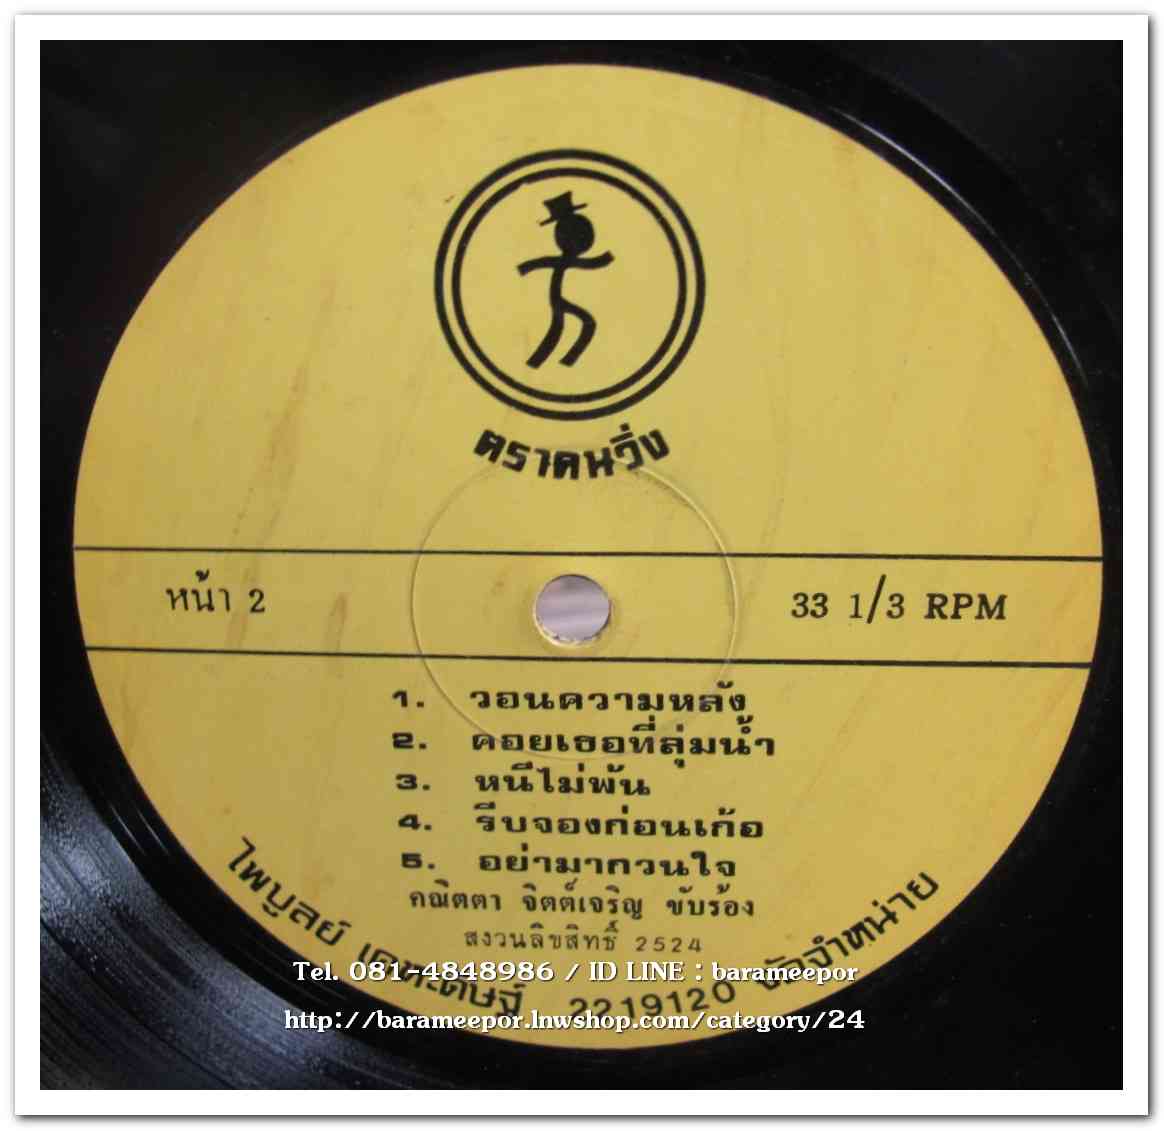 ตราคนวิ่ง
หน้า 2
33 1/3 RPM
1. วอนความหลัง
2. คอยเธอที่ลุ่มน้ำ
3. หนีไม่พ้น
4. รีบจองก่อนเก้อ
5. อย่ามากวนใจ
คณิตตา จิตต์เจริญ ขับร้อง
สงวนลิขสิทธิ์ 2524
ไพบูลย์ 2219120 จัดจำหน่าย
Tel. 081-4848986 / ID LINE : barameepor
http://barameepor.lnwshop.com/category/24